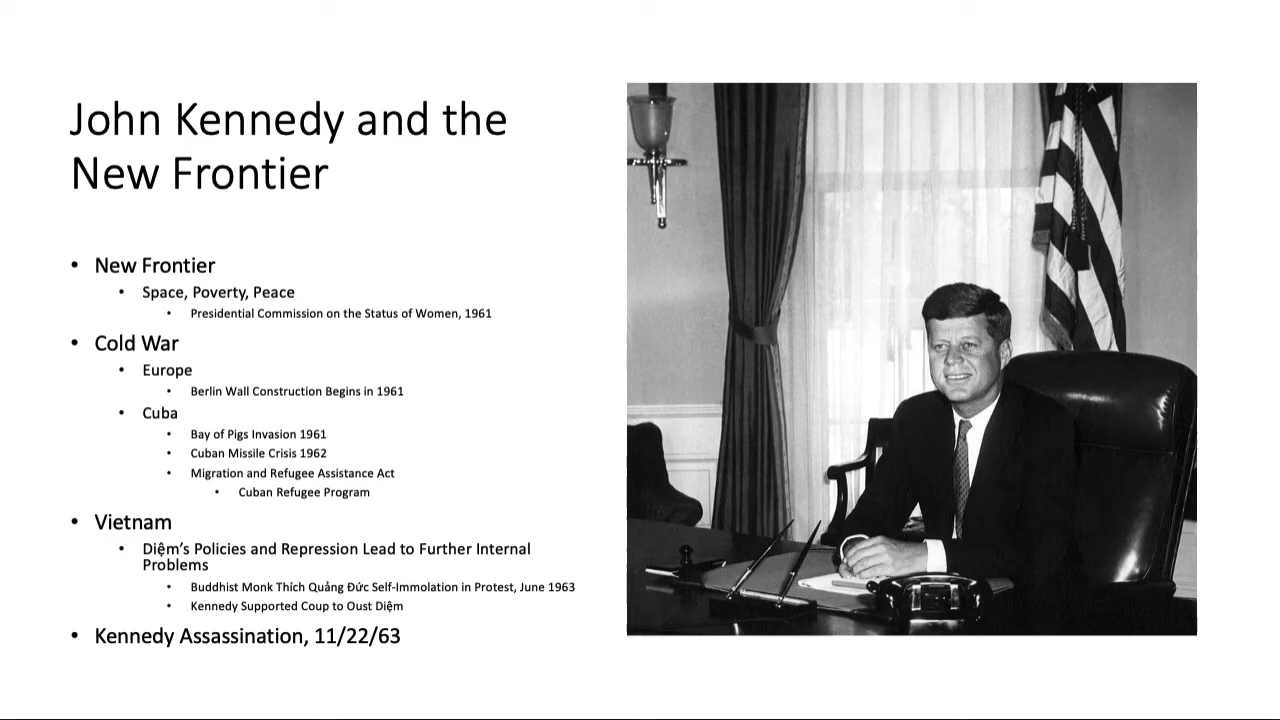 John Kennedy and the
New Frontier
• New Frontier
• Space, Poverty, Peace
• Presidential Commission on the Status of Women, 1961
• Cold War
• Europe
• Berlin Wall Construction Begins in 1961
• Cuba
• Bay of Pigs Invasion 1961
• Cuban Missile Crisis 1962
• Migration and Refugee Assistance Act
• Cuban Refugee Program
• Vietnam
• Diệm’s Policies and Repression Lead to Further Internal
Problems
• Buddhist Monk Thích Quảng Đức Self-Immolation in Protest, June 1963
• Kennedy Supported Coup to Oust Diệm
• Kennedy Assassination, 11/22/63